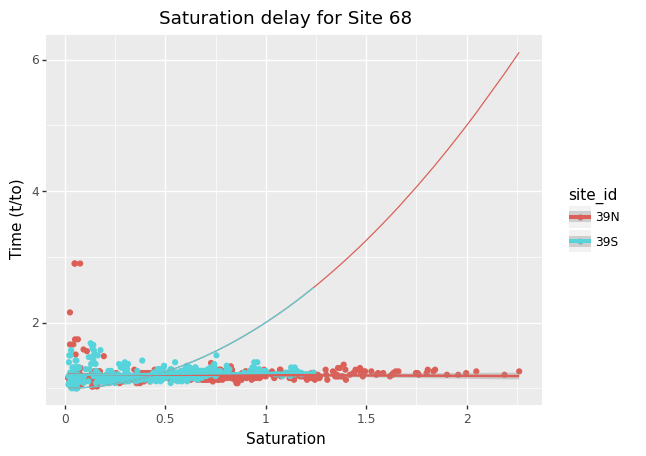 Saturation delay for Site 68
Time (t/to)
6
4
2
0
0.5
1
1.5
2
Saturation
site_id
39N
39S